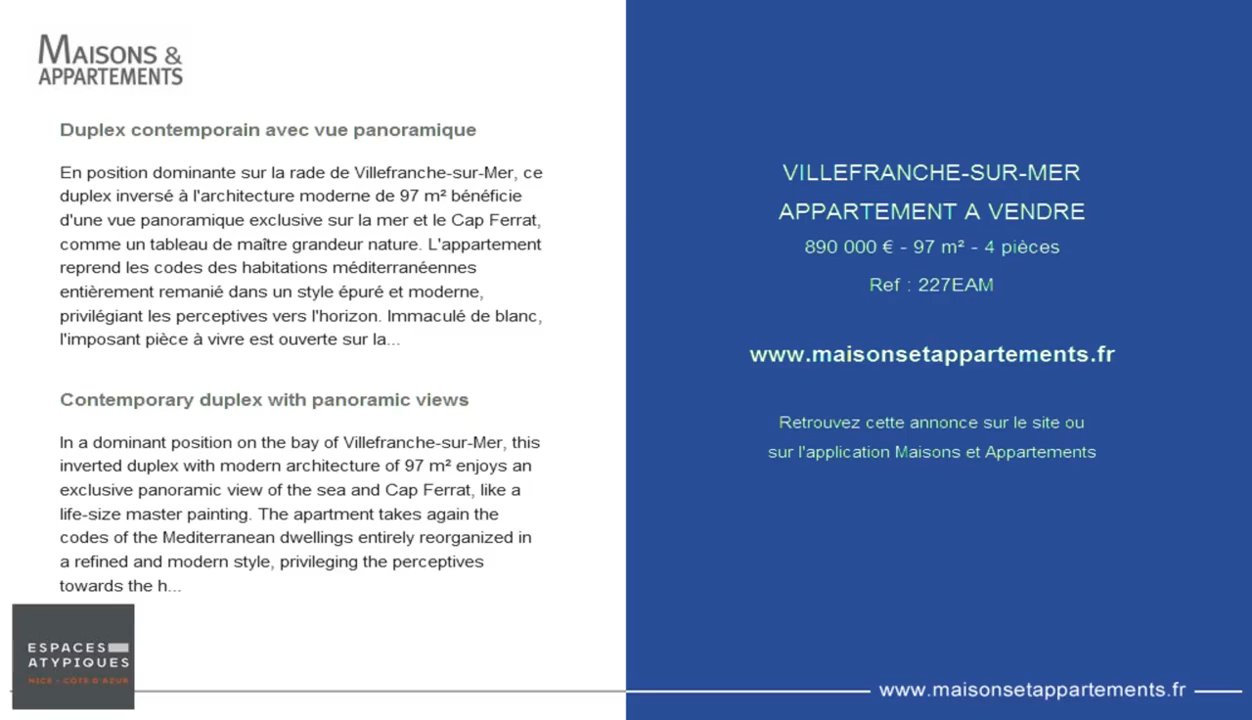 MAISONS &
APPARTEMENTS
Duplex contemporain avec vue panoramique
En position dominante sur la rade de Villefranche-sur-Mer, ce
duplex inversé à l'architecture moderne de 97 m² bénéficie
d'une vue panoramique exclusive sur la mer et le Cap Ferrat,
comme un tableau de maître grandeur nature. L'appartement
reprend les codes des habitations méditerranéennes
entièrement remanié dans un style épuré et moderne,
privilégiant les perceptives vers l'horizon. Immaculé de blanc,
l'imposant pièce à vivre est ouverte sur la...
Contemporary duplex with panoramic views
In a dominant position on the bay of Villefranche-sur-Mer, this
inverted duplex with modern architecture of 97 m² enjoys an
exclusive panoramic view of the sea and Cap Ferrat, like a
life-size master painting. The apartment takes again the
codes of the Mediterranean dwellings entirely reorganized in
a refined and modern style, privileging the perceptives
towards the h...
ESPACES
ATYPIQUES
NICE - CÔTE D'AZUR
VILLEFRANCHE-SUR-MER
APPARTEMENT A VENDRE
890 000 € - 97 m² - 4 pièces
Ref : 227EAM
www.maisonsetappartements.fr
Retrouvez cette annonce sur le site ou
sur l'application Maisons et Appartements
www.maisonsetappartements.fr